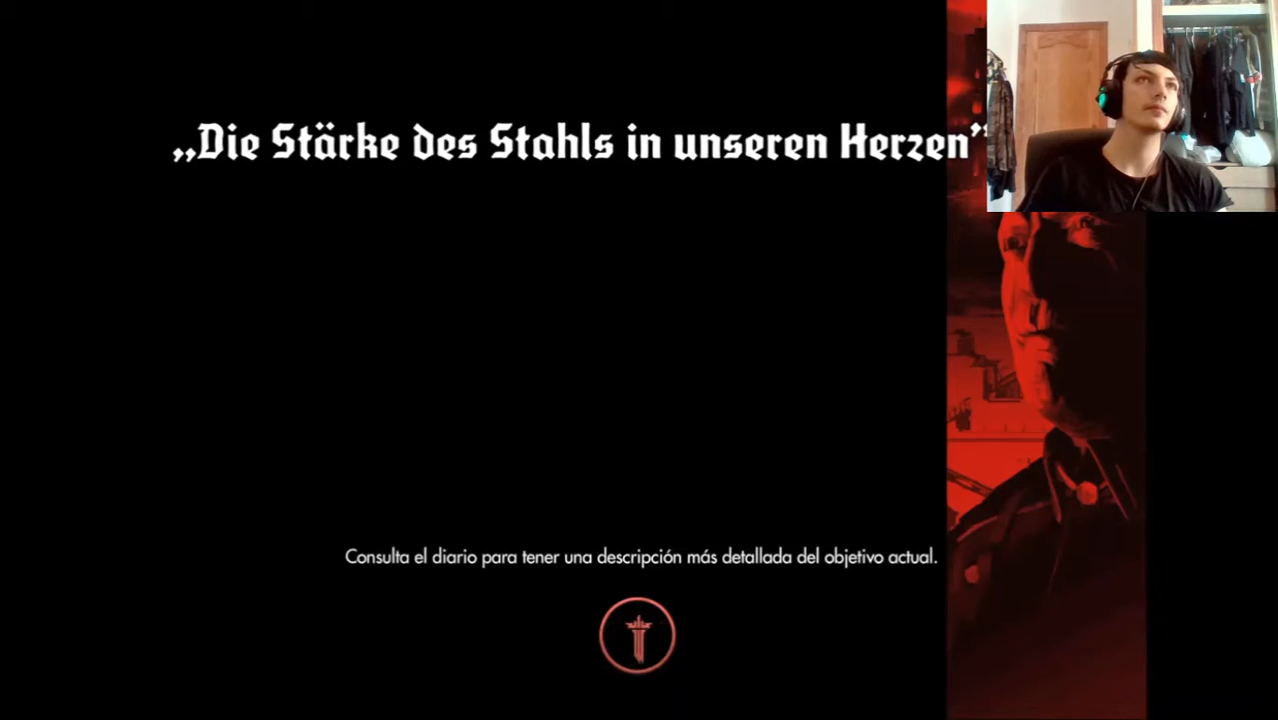 „Die Stärke des Stahls in unseren Herzen”
Consulta el diario para tener una descripción más detallada del objetivo actual.